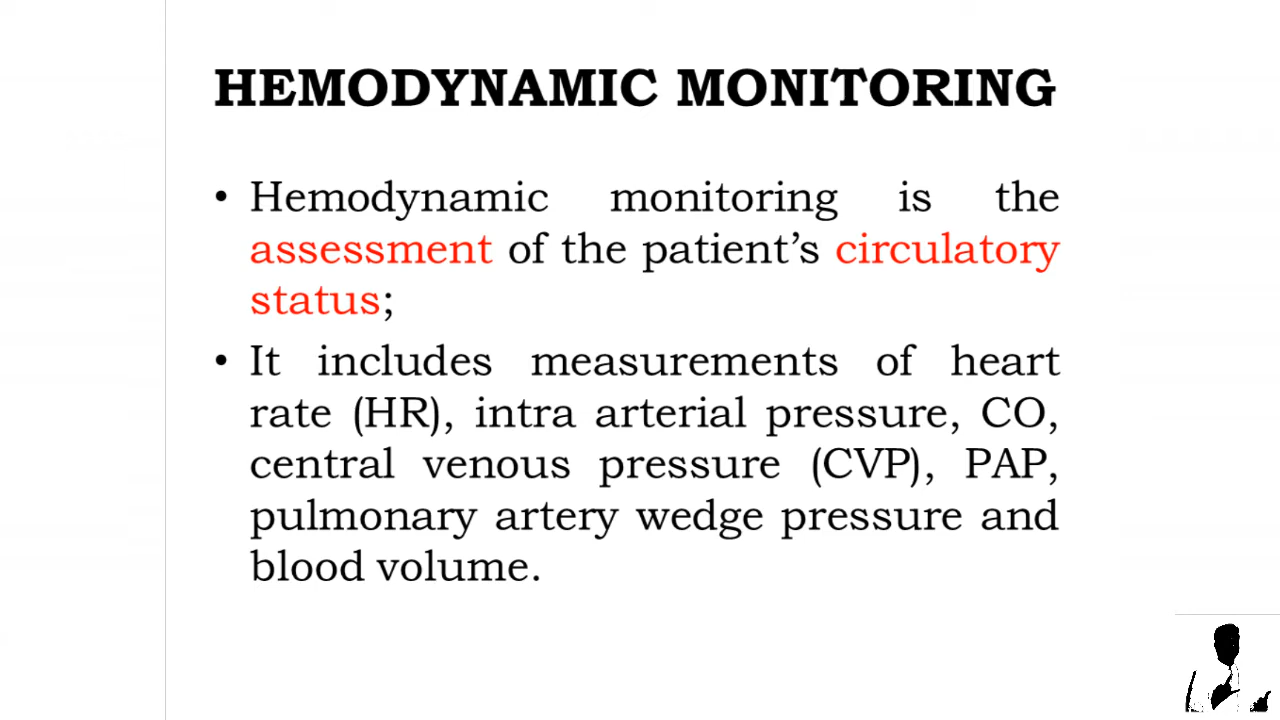 HEMODYNAMIC MONITORING
• Hemodynamic monitoring is the
assessment of the patient’s circulatory
status;
• It includes measurements of heart
rate (HR), intra arterial pressure, CO,
central venous pressure (CVP), PAP,
pulmonary artery wedge pressure and
blood volume.